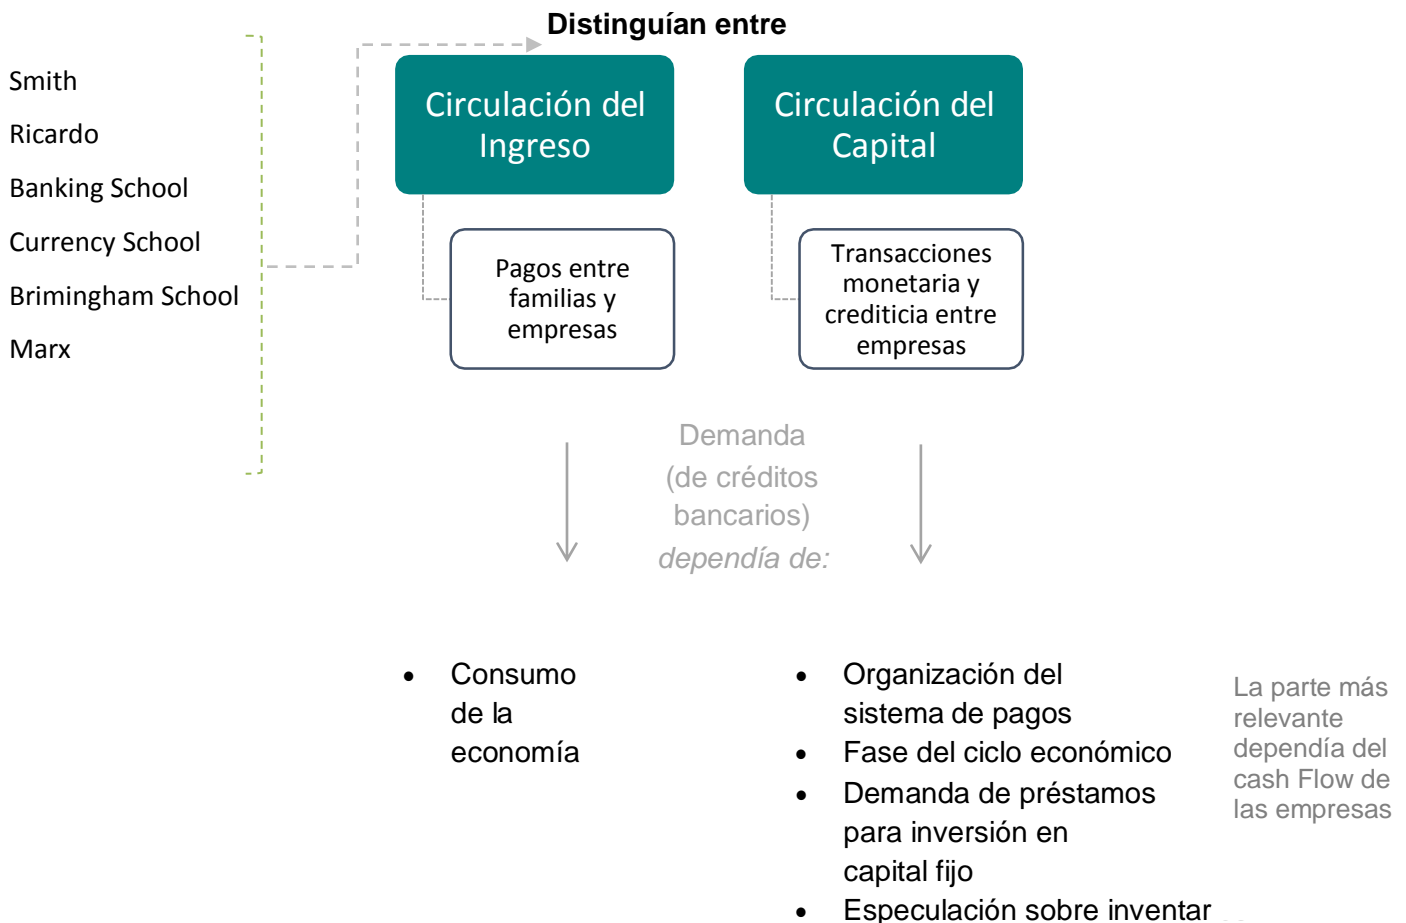 Distinguían entre
Smith
Ricardo
Banking School
Currency School
Brimingham School
Marx
Circulación del
Ingreso
Circulación del
Capital
Pagos entre
familias y
empresas
Transacciones
monetaria y
crediticia entre
empresas
Demanda
(de créditos
bancarios)
dependía de:
• Consumo
de la
economía
• Organización del
sistema de pagos
• Fase del ciclo económico
• Demanda de préstamos
para inversión en
capital fijo
• Especulación sobre inventar
La parte más
relevante
dependía del
cash Flow de
las empresas